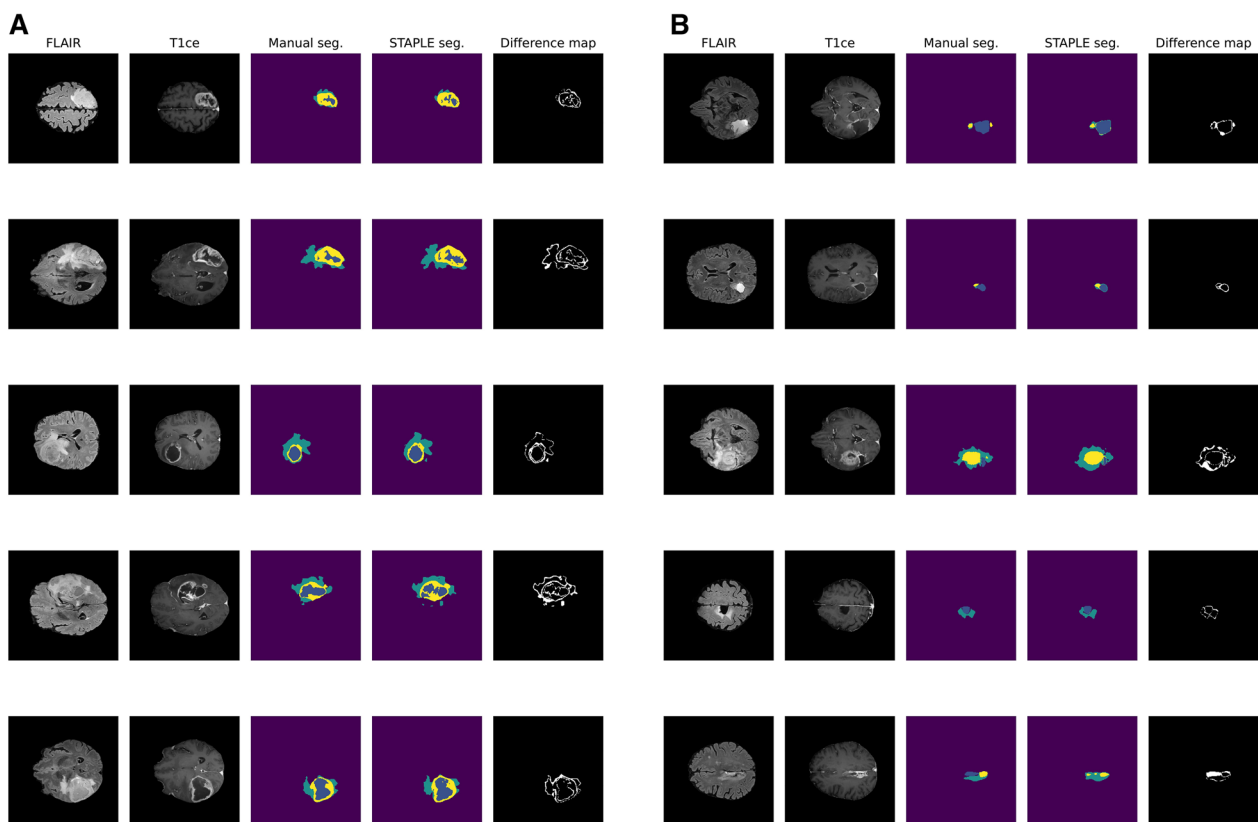 A
FLAIR T1ce Manual seg. STAPLE seg. Difference map
B
FLAIR T1ce Manual seg. STAPLE seg. Difference map